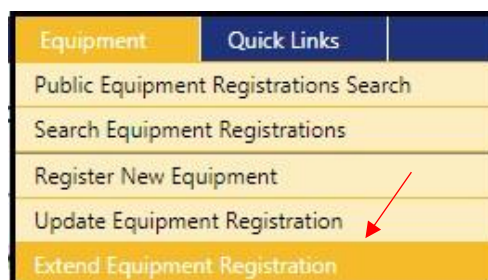 Equipment Quick Links
Public Equipment Registrations Search
Search Equipment Registrations
Register New Equipment
Update Equipment Registration
Extend Equipment Registration